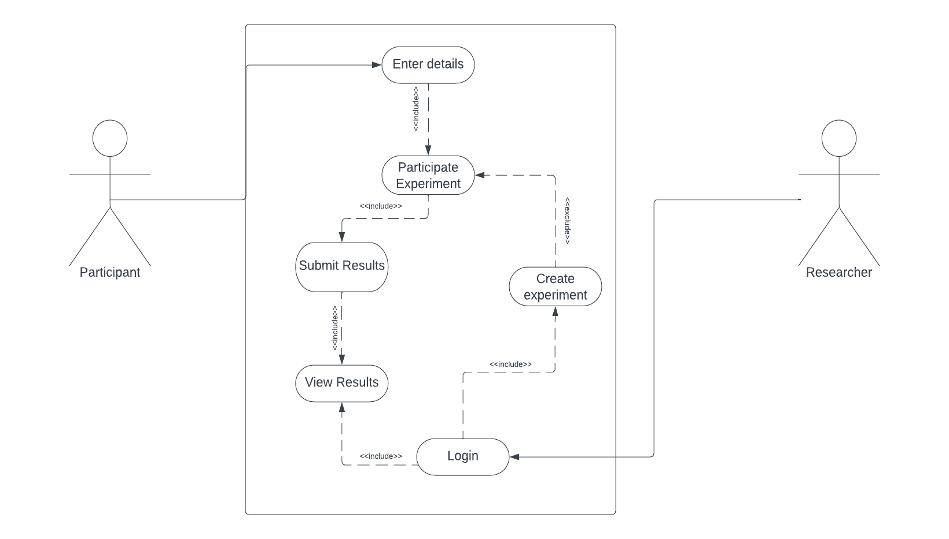 Enter details
<<include>>
Participate
Experiment
<<include>>
<<exclude>>
Submit Results
Participant
Researcher
Create
experiment
<<include>>
<<include>>
View Results
<<include>>
Login